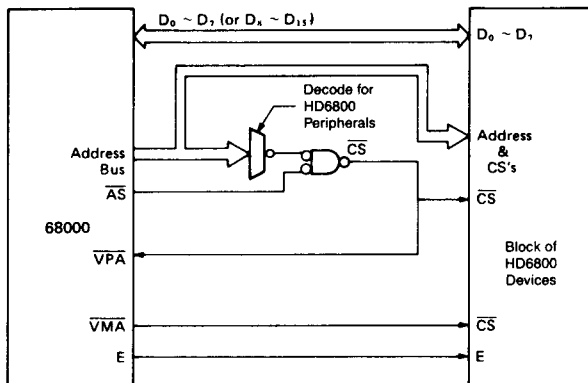 D₀ ~ D₇ (or D₈ ~ D₁₅)
D₀ ~ D₇
Decode for
HD6800
Peripherals
Address
Bus
CS
Address
&
CS's
AS
CS
68000
VPA
Block of
HD6800
Devices
VMA
CS
E
E